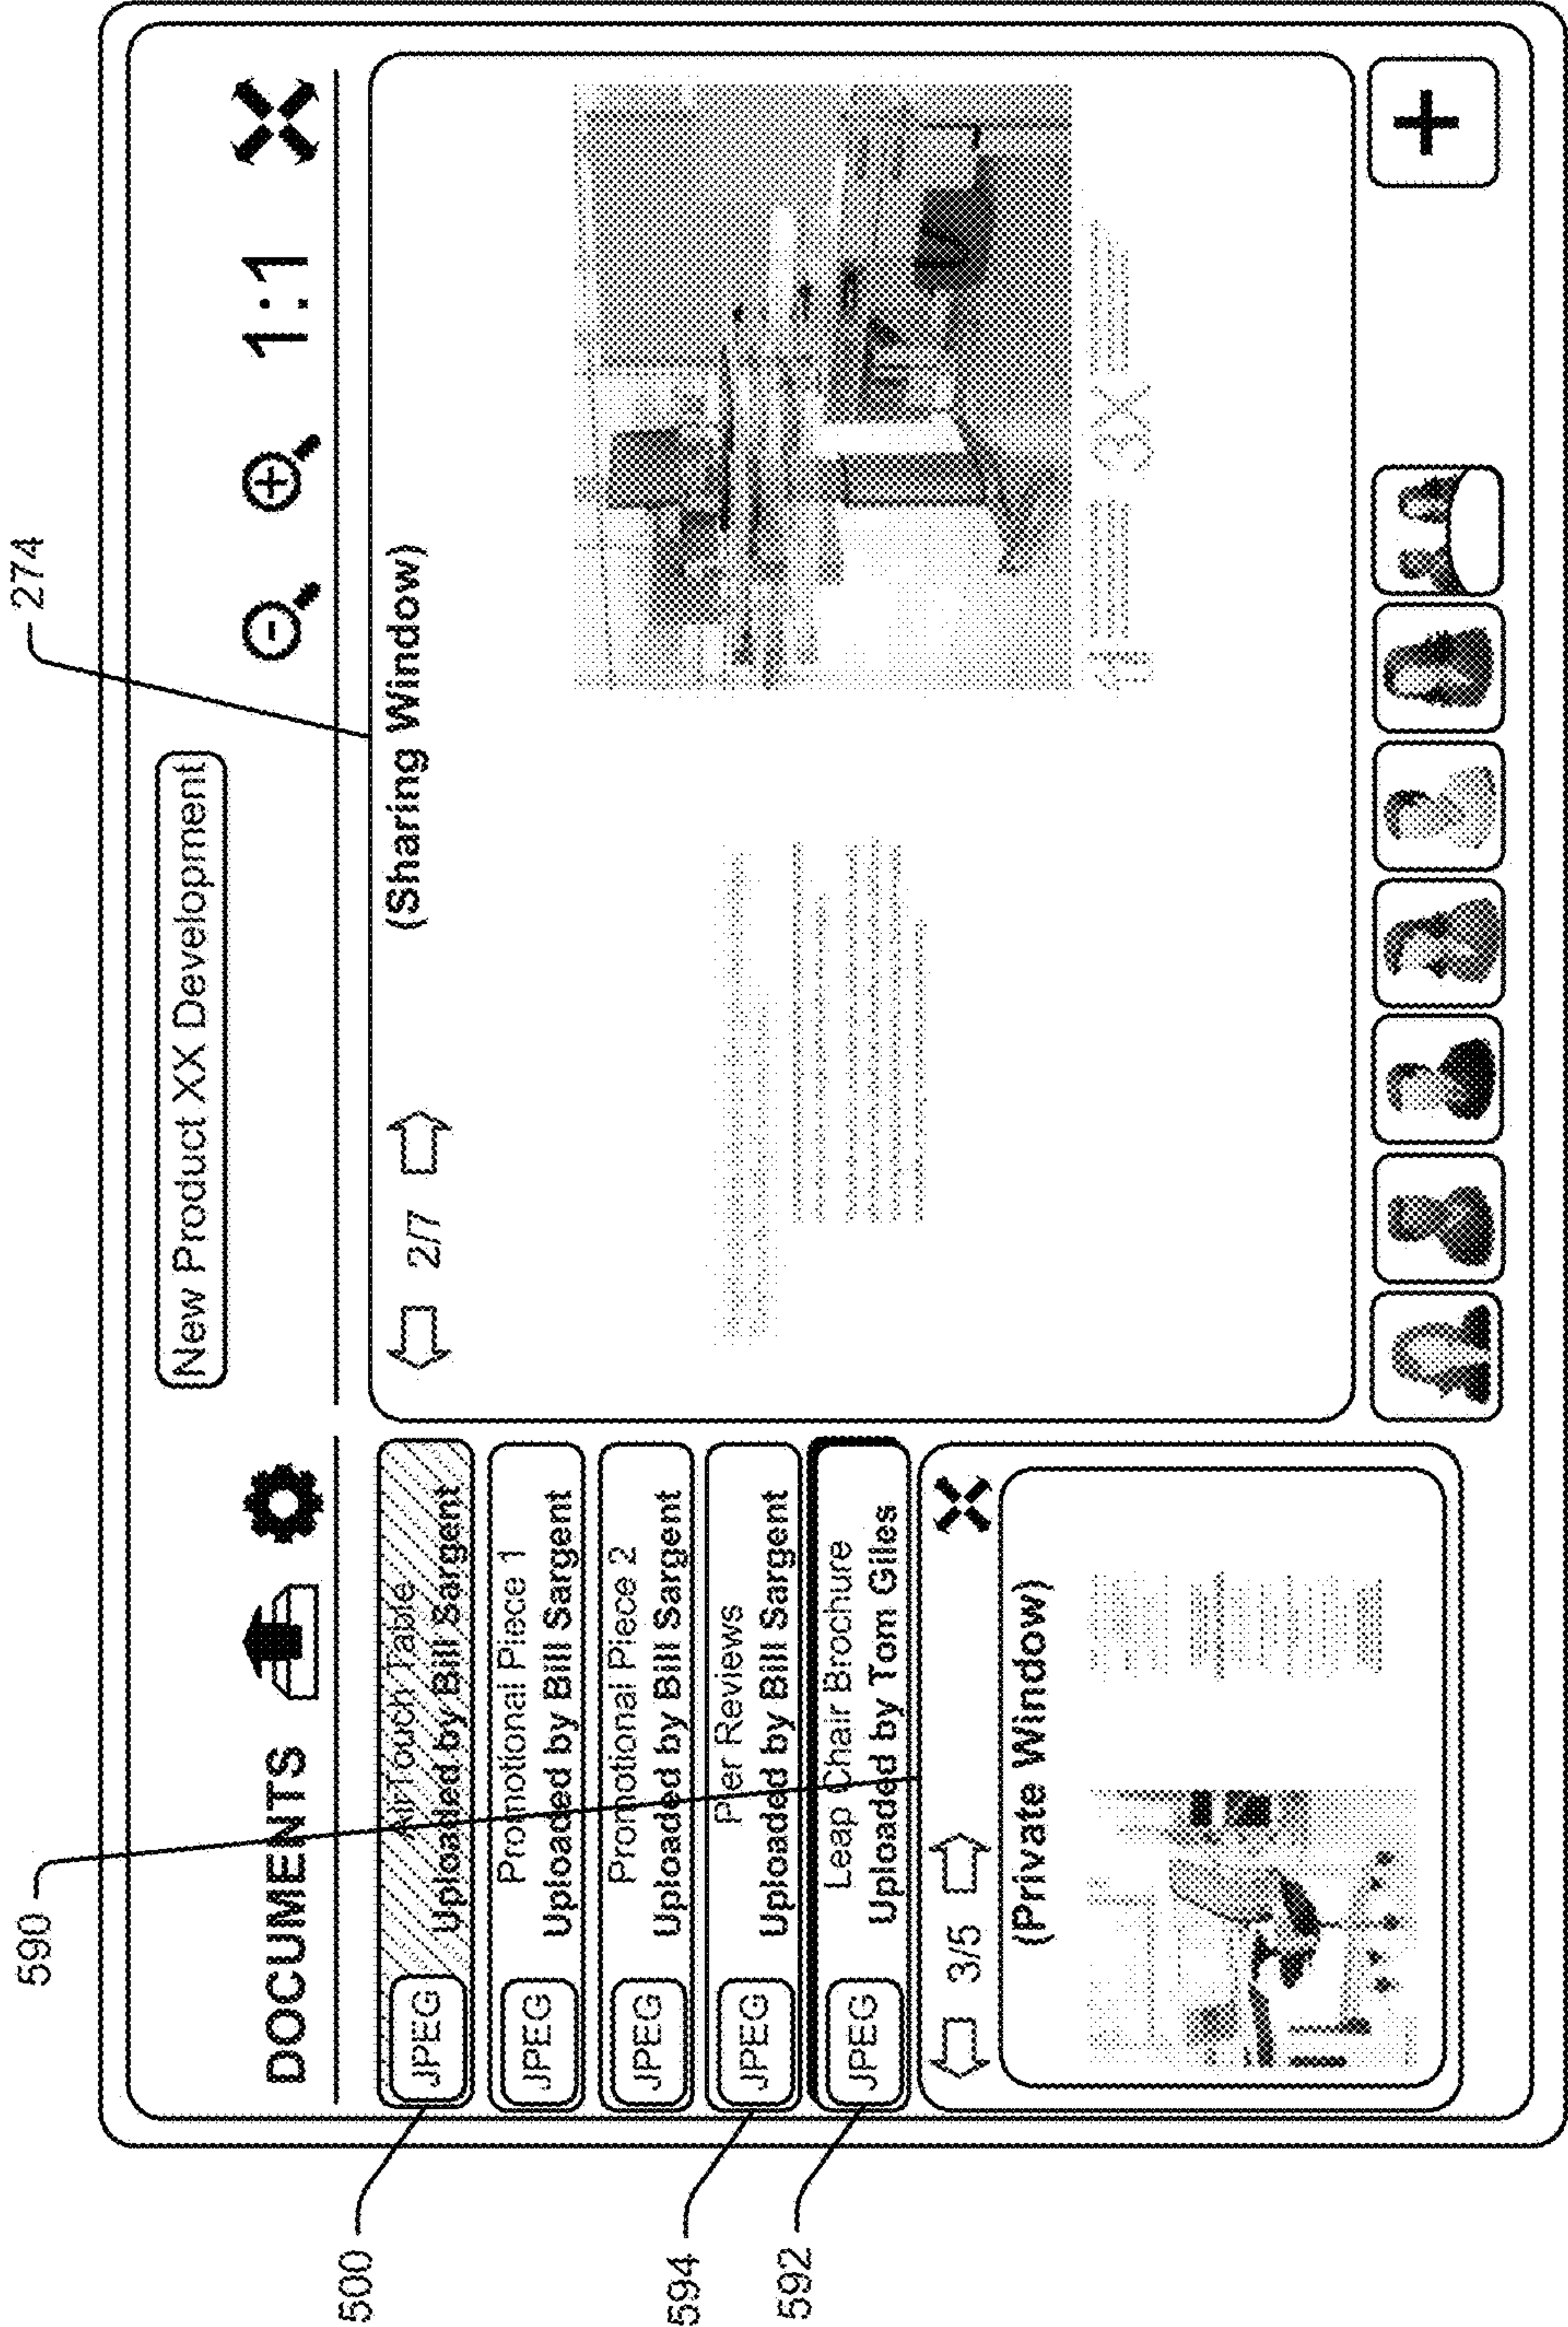 274
590
New Product XX Development
DOCUMENTS
1:1
500
JPEG
AllTouch Table
Uploaded by Bill Sargent
JPEG
Promotional Piece 1
Uploaded by Bill Sargent
JPEG
Promotional Piece 2
Uploaded by Bill Sargent
594
JPEG
Pier Reviews
Uploaded by Bill Sargent
592
JPEG
Leap Chair Brochure
Uploaded by Tom Giles
3/5
(Private Window)
2/7
(Sharing Window)
3X